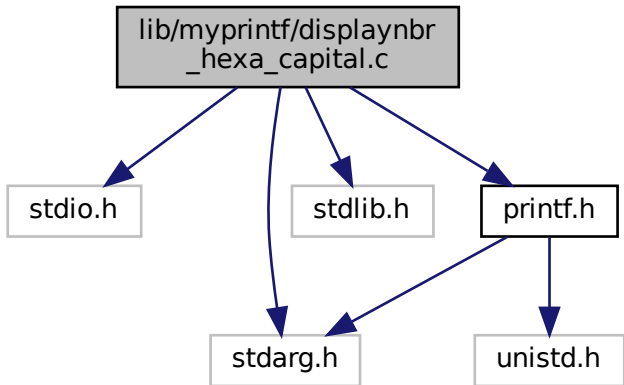 lib/myprintf/displaynbr
_hexa_capital.c
stdio.h
stdlib.h
printf.h
stdarg.h
unistd.h